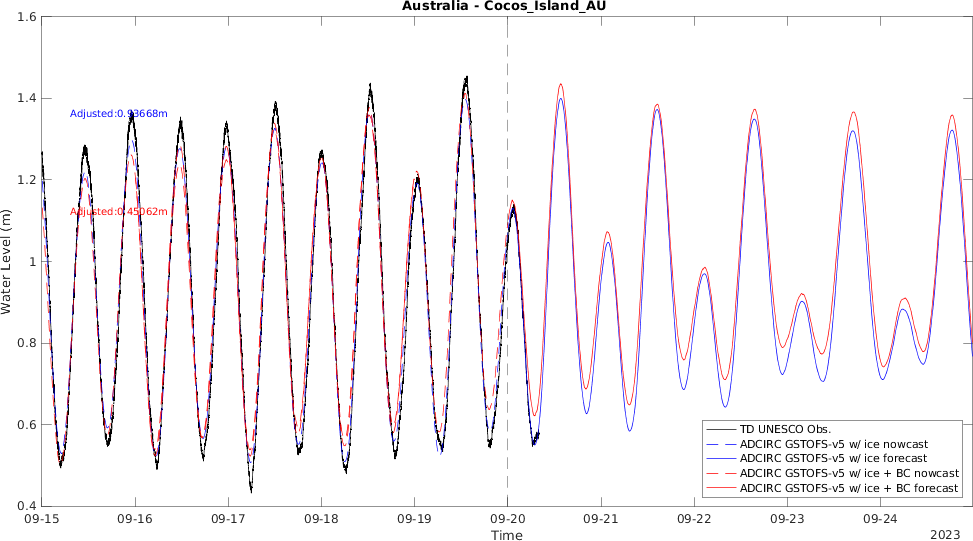 Australia - Cocos_Island_AU
1.6
1.4
1.2
1
0.8
0.6
0.4
Water Level (m)
Adjusted:0.93668m
Adjusted:0.45062m
TD UNESCO Obs.
ADCIRC GSTOFS-v5 w/ ice nowcast
ADCIRC GSTOFS-v5 w/ ice forecast
ADCIRC GSTOFS-v5 w/ ice + BC nowcast
ADCIRC GSTOFS-v5 w/ ice + BC forecast
09-15 09-16 09-17 09-18 09-19 09-20 09-21 09-22 09-23 09-24
Time
2023